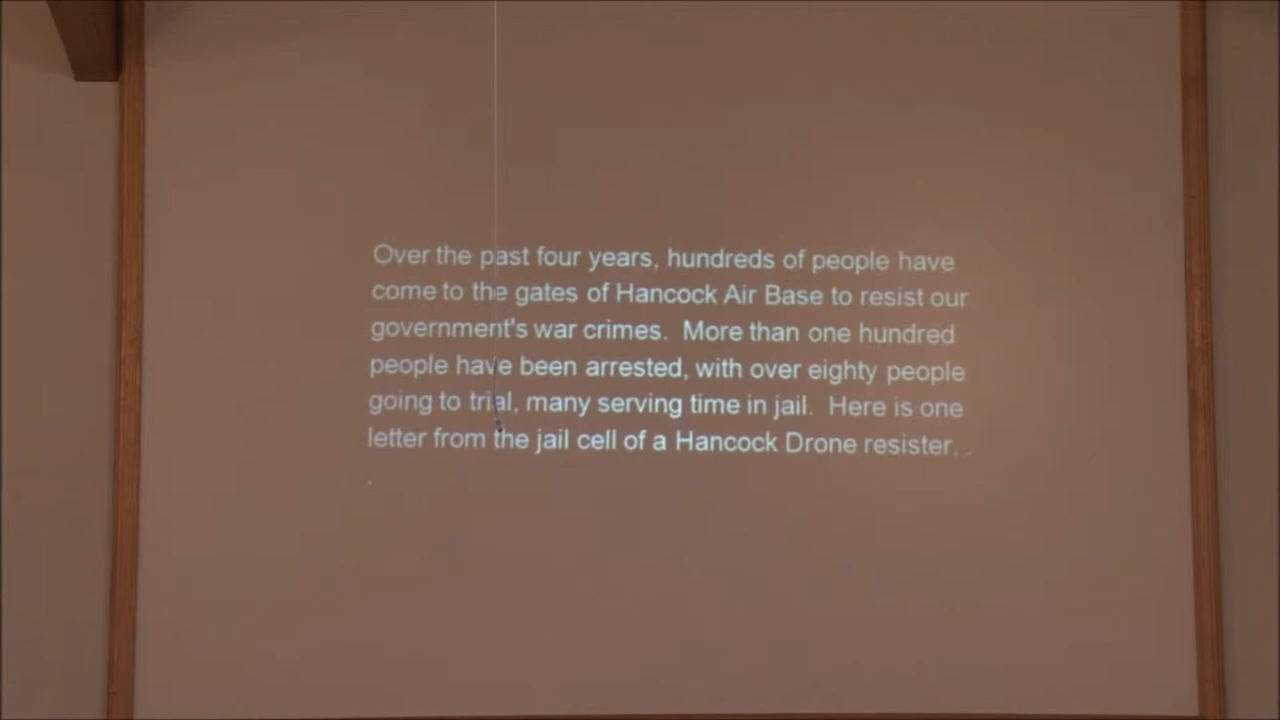 Over the past four years, hundreds of people have
come to the gates of Hancock Air Base to resist our
government's war crimes.  More than one hundred
people have been arrested, with over eighty people
going to trial, many serving time in jail.  Here is one
letter from the jail cell of a Hancock Drone resister. .
.